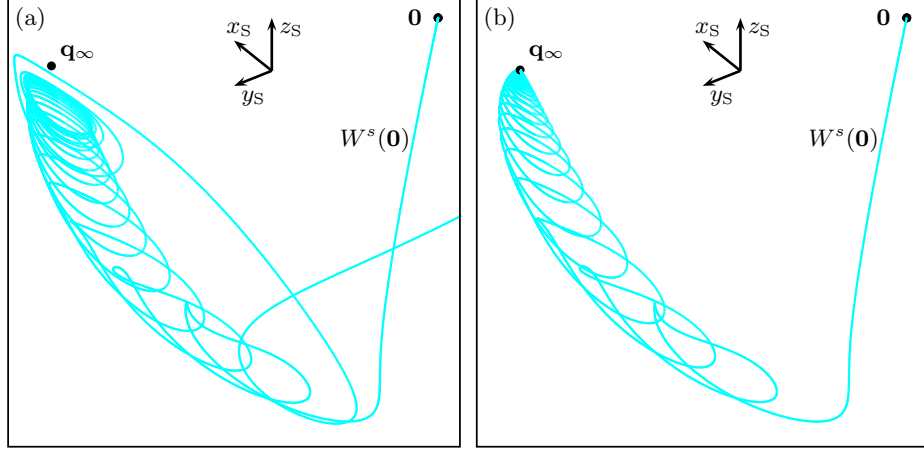 (a)
q∞
x_S
z_S
y_S
0
W^s(0)
(b)
q∞
x_S
z_S
y_S
0
W^s(0)